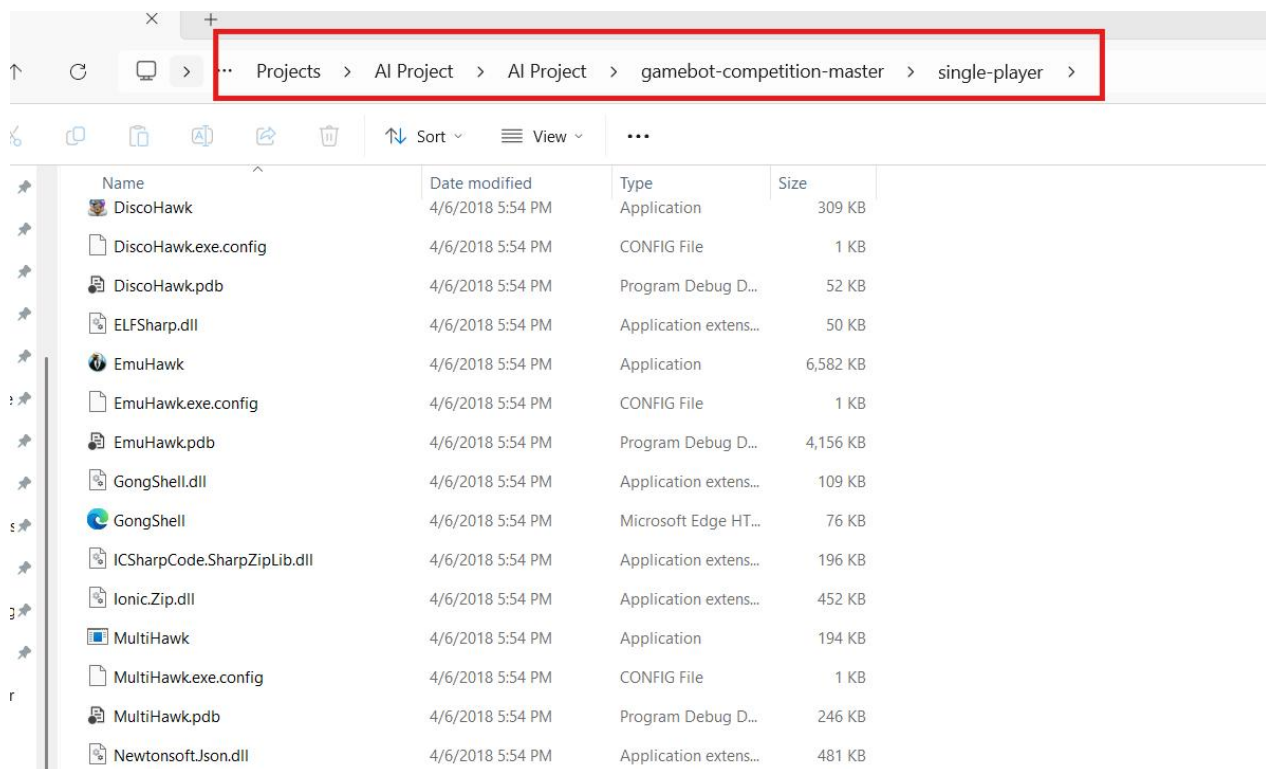 Projects > AI Project > AI Project > gamebot-competition-master > single-player >
Sort View
Name Date modified Type Size
DiscoHawk 4/6/2018 5:54 PM Application 309 KB
DiscoHawk.exe.config 4/6/2018 5:54 PM CONFIG File 1 KB
DiscoHawk.pdb 4/6/2018 5:54 PM Program Debug D... 52 KB
ELFSharp.dll 4/6/2018 5:54 PM Application extens... 50 KB
EmuHawk 4/6/2018 5:54 PM Application 6,582 KB
EmuHawk.exe.config 4/6/2018 5:54 PM CONFIG File 1 KB
EmuHawk.pdb 4/6/2018 5:54 PM Program Debug D... 4,156 KB
GongShell.dll 4/6/2018 5:54 PM Application extens... 109 KB
GongShell 4/6/2018 5:54 PM Microsoft Edge HT... 76 KB
ICSharpCode.SharpZipLib.dll 4/6/2018 5:54 PM Application extens... 196 KB
Ionic.Zip.dll 4/6/2018 5:54 PM Application extens... 452 KB
MultiHawk 4/6/2018 5:54 PM Application 194 KB
MultiHawk.exe.config 4/6/2018 5:54 PM CONFIG File 1 KB
MultiHawk.pdb 4/6/2018 5:54 PM Program Debug D... 246 KB
Newtonsoft.Json.dll 4/6/2018 5:54 PM Application extens... 481 KB